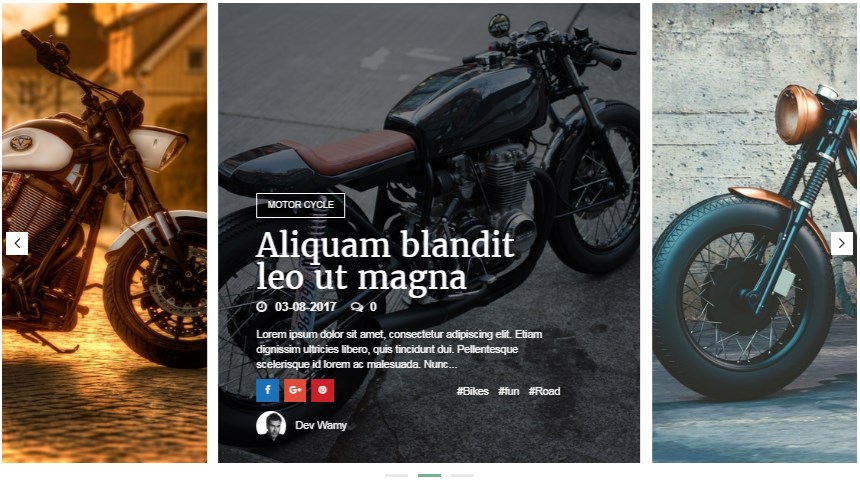 MOTOR CYCLE
Aliquam blandit
leo ut magna
03-08-2017 0
Lorem ipsum dolor sit amet, consectetur adipiscing elit. Etiam
dignissim ultricies libero, quis tincidunt dui. Pellentesque
scelerisque id lorem ac malesuada. Nunc...
f G+
#Bikes #fun #Road
Dev Wamy